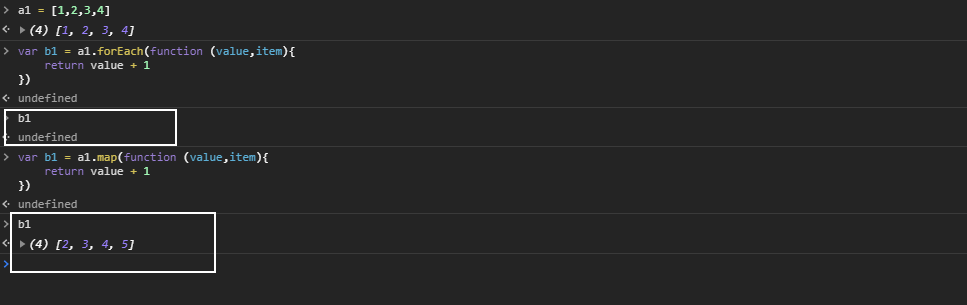 a1 = [1,2,3,4]
(4) [1, 2, 3, 4]
var b1 = a1.forEach(function (value,item){
return value + 1
})
undefined
b1
undefined
var b1 = a1.map(function (value,item){
return value + 1
})
undefined
b1
(4) [2, 3, 4, 5]